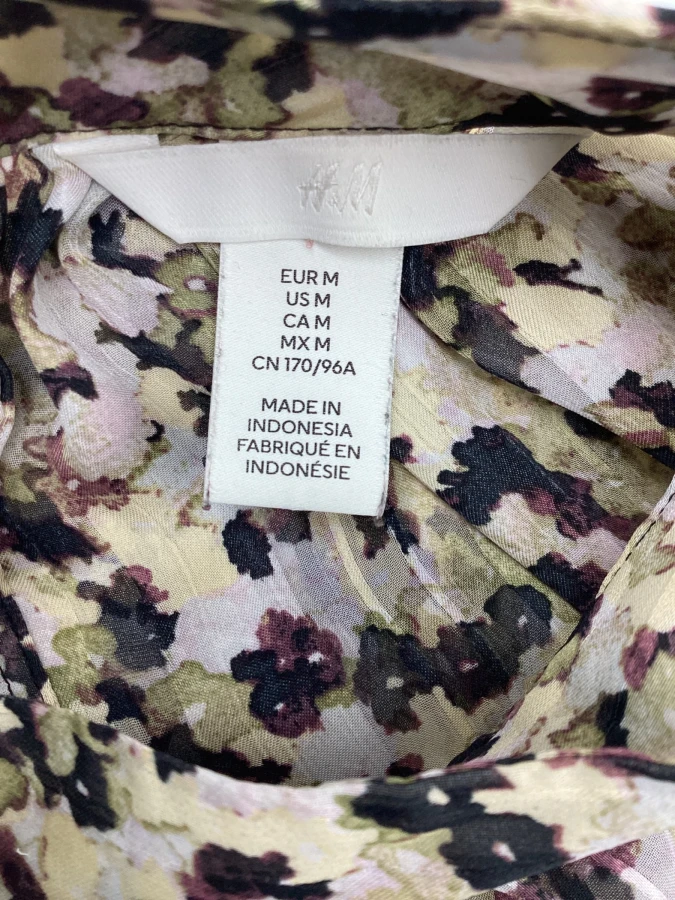 H&M
EUR M
US M
CA M
MX M
CN 170/96A
MADE IN
INDONESIA
FABRIQUÉ EN
INDONÉSIE